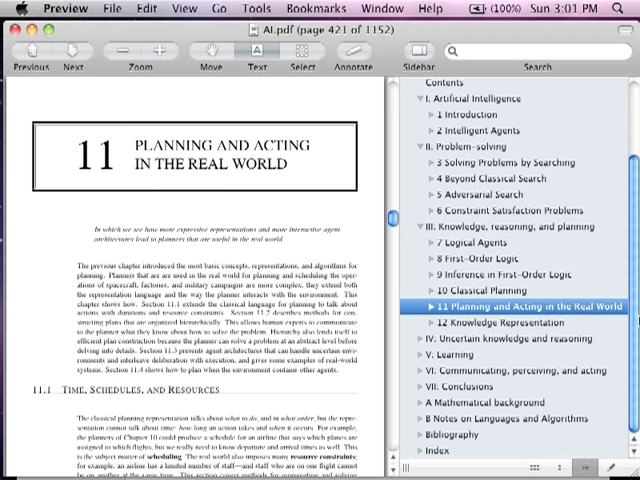 Preview File Edit View Go Tools Bookmarks Window Help (100%) Sun 3:01 PM
AI.pdf (page 421 of 1152)
Previous Next Zoom Move Text Select Annotate Sidebar Search
11 PLANNING AND ACTING
IN THE REAL WORLD
In which we see how more expressive representations and more interactive agent
architectures lead to planners that are useful in the real world.
The previous chapter introduced the most basic concepts, representations, and algorithms for
planning. Planners that are used in the real world for planning and scheduling the oper-
ations of spacecraft, factories, and military campaigns are more complex; they extend both
the representation language and the way the planner interacts with the environment. This
chapter shows how. Section 11.1 extends the classical language for planning to talk about
actions with durations and resource constraints. Section 11.2 describes methods for con-
structing plans that are organized hierarchically. This allows human experts to communicate
to the planner what they know about how to solve the problem. Hierarchy also lends itself to
efficient plan construction because the planner can solve a problem at an abstract level before
delving into details. Section 11.3 presents agent architectures that can handle uncertain envi-
ronments and interleave deliberation with execution, and gives some examples of real-world
systems. Section 11.4 shows how to plan when the environment contains other agents.
11.1 TIME, SCHEDULES, AND RESOURCES
The classical planning representation talks about what to do, and in what order, but the repre-
sentation cannot talk about time: how long an action takes and when it occurs. For example,
the planners of Chapter 10 could produce a schedule for an airline that says which planes are
assigned to which flights, but we really need to know departure and arrival times as well. This
is the subject matter of scheduling. The real world also imposes many resource constraints;
for example, an airline has a limited number of staff—and staff who are on one flight cannot
be on another at the same time. This section covers methods for representing and solving
Contents
I: Artificial Intelligence
1 Introduction
2 Intelligent Agents
II: Problem-solving
3 Solving Problems by Searching
4 Beyond Classical Search
5 Adversarial Search
6 Constraint Satisfaction Problems
III: Knowledge, reasoning, and planning
7 Logical Agents
8 First-Order Logic
9 Inference in First-Order Logic
10 Classical Planning
11 Planning and Acting in the Real World
12 Knowledge Representation
IV: Uncertain knowledge and reasoning
V: Learning
VI: Communicating, perceiving, and acting
VII: Conclusions
A Mathematical background
B Notes on Languages and Algorithms
Bibliography
Index